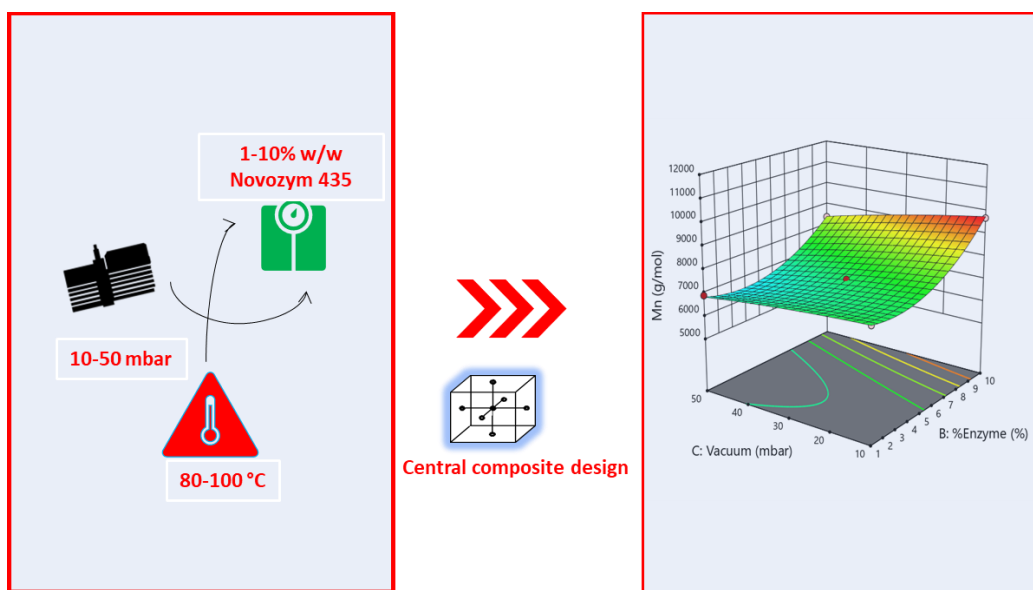 1-10% w/w
Novozym 435
10-50 mbar
80-100 °C
Central composite design
12000
11000
10000
9000
8000
7000
6000
5000
Mn (g/mol)
50
40
30
20
10
C: Vacuum (mbar)
1
2
3
4
5
6
7
8
9
10
B: %Enzyme (%)